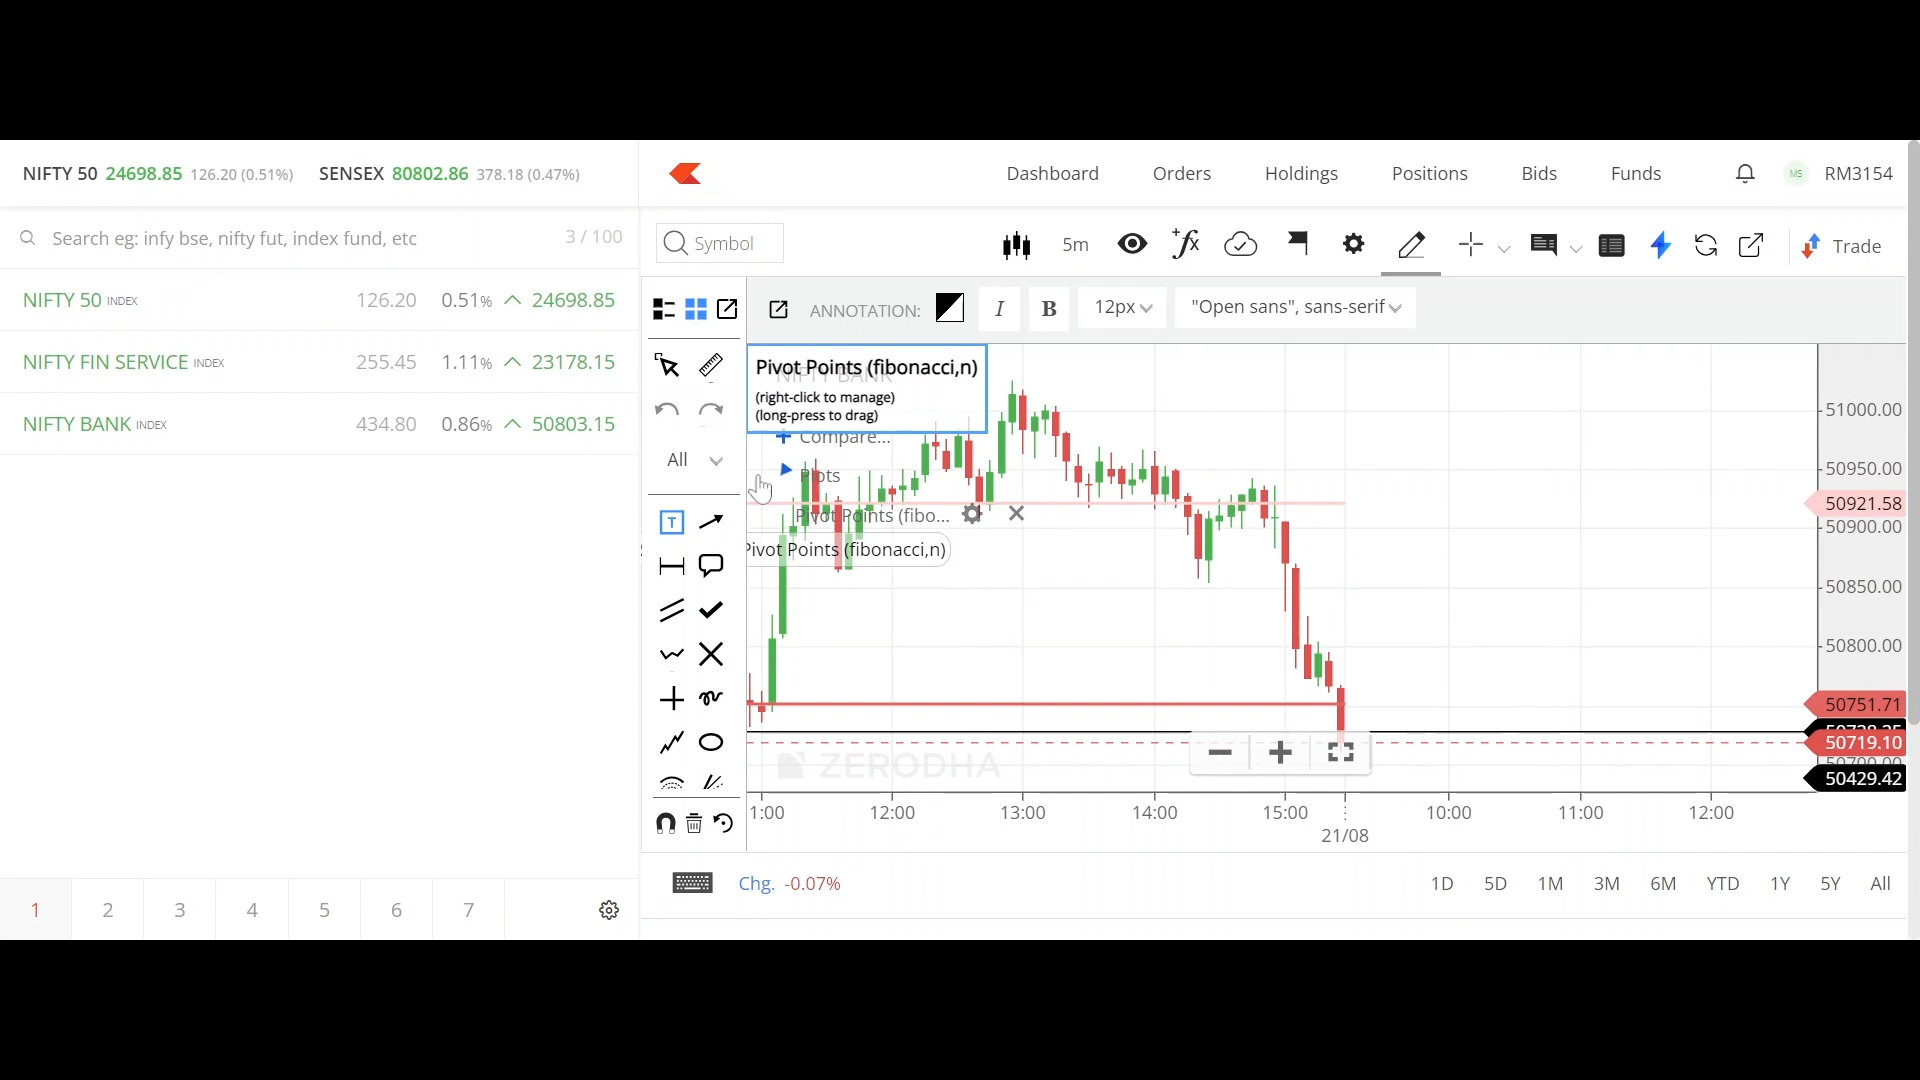 NIFTY 50 24698.85 126.20 (0.51%) SENSEX 80802.86 378.18 (0.47%)
Dashboard Orders Holdings Positions Bids Funds MS RM3154
Search eg: infy bse, nifty fut, index fund, etc 3 / 100
Symbol 5m Trade
NIFTY 50 INDEX 126.20 0.51% 24698.85
NIFTY FIN SERVICE INDEX 255.45 1.11% 23178.15
NIFTY BANK INDEX 434.80 0.86% 50803.15
ANNOTATION: I B 12px "Open sans", sans-serif
Pivot Points (fibonacci,n)
NIFTY BANK
(right-click to manage)
(long-press to drag)
Compare...
All
Plots
Pivot Points (fibo...
Pivot Points (fibonacci,n)
T
51000.00
50950.00
50921.58
50900.00
50850.00
50800.00
50751.71
50719.10
50429.42
ZERODHA
1:00 12:00 13:00 14:00 15:00 10:00 11:00 12:00
21/08
Chg. -0.07%
1D 5D 1M 3M 6M YTD 1Y 5Y All
1 2 3 4 5 6 7